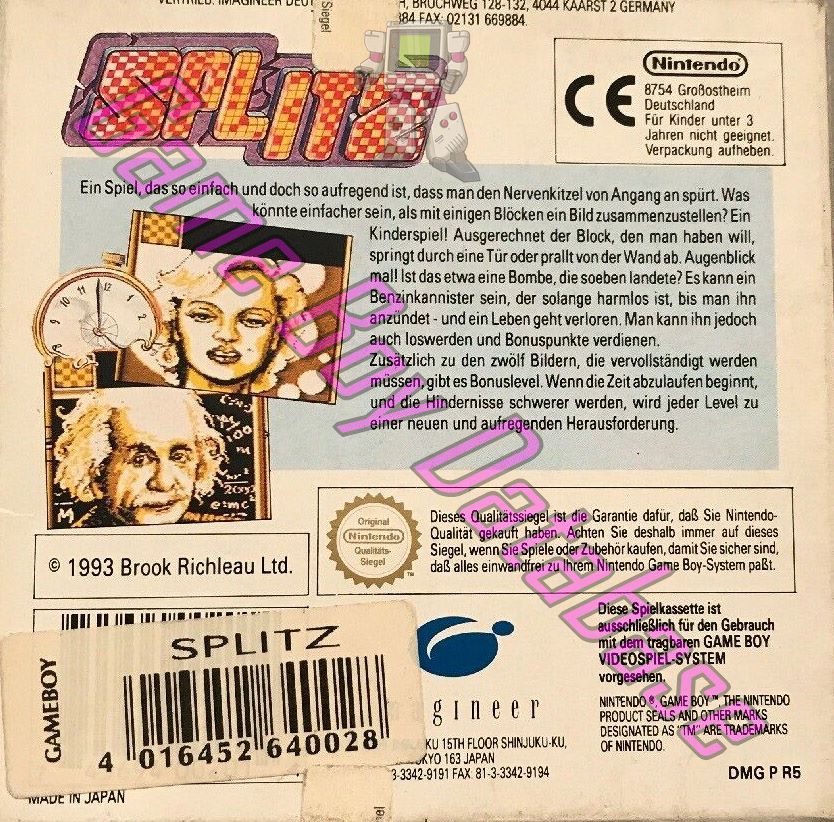 VERTRIEB: IMAGINEER
H, BRUCHWEG 128-132, 4044 KAARST 2 GERMANY
384 FAX: 02131 669884
Siegel
SPLITZ
CE
Nintendo
8754 Großostheim
Deutschland
Für Kinder unter 3
Jahren nicht geeignet.
Verpackung aufheben.
Ein Spiel, das so einfach und doch so aufregend ist, dass man den Nervenkitzel von Angang an spürt. Was
könnte einfacher sein, als mit einigen Blöcken ein Bild zusammenzustellen? Ein
Kinderspiel! Ausgerechnet der Block, den man haben will,
springt durch eine Tür oder prallt von der Wand ab. Augenblick
mal! Ist das etwa eine Bombe, die soeben landete? Es kann ein
Benzinkannister sein, der solange harmlos ist, bis man ihn
anzündet - und ein Leben geht verloren. Man kann ihn jedoch
auch loswerden und Bonuspunkte verdienen.
Zusätzlich zu den zwölf Bildern, die vervollständigt werden
müssen, gibt es Bonuslevel. Wenn die Zeit abzulaufen beginnt,
und die Hindernisse schwerer werden, wird jeder Level zu
einer neuen und aufregenden Herausforderung.
Game Boy Database
© 1993 Brook Richleau Ltd.
Original
Nintendo
Qualitäts-
Siegel
Dieses Qualitätssiegel ist die Garantie dafür, daß Sie Nintendo-
Qualität gekauft haben. Achten Sie deshalb immer auf dieses
Siegel, wenn Sie Spiele oder Zubehör kaufen, damit Sie sicher sind,
daß alles einwandfrei zu Ihrem Nintendo Game Boy-System paßt.
GAMEBOY
SPLITZ
4 016452 640028
gineer
KU 15TH FLOOR SHINJUKU-KU,
KYO 163 JAPAN
3-3342-9191 FAX. 81-3-3342-9194
Diese Spielkassette ist
ausschließlich für den Gebrauch
mit dem tragbaren GAME BOY
VIDEOSPIEL-SYSTEM
vorgesehen.
NINTENDO ®, GAME BOY ™ THE NINTENDO
PRODUCT SEALS AND OTHER MARKS
DESIGNATED AS "TM" ARE TRADEMARKS
OF NINTENDO.
MADE IN JAPAN
DMG P R5